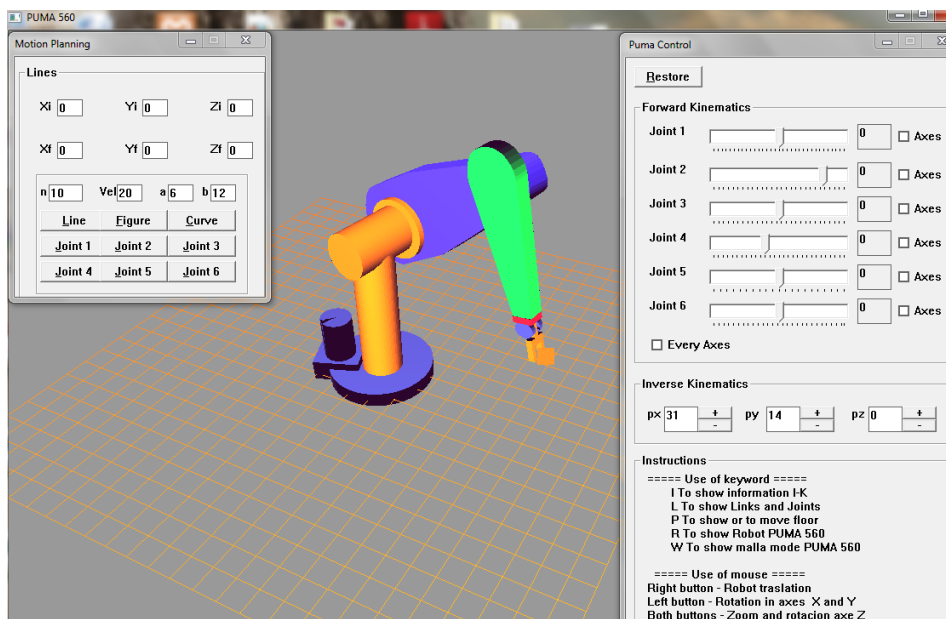 PUMA 560
Motion Planning
Lines
Xi 0 Yi 0 Zi 0
Xf 0 Yf 0 Zf 0
n 10 Vel 20 a 6 b 12
Line Figure Curve
Joint 1 Joint 2 Joint 3
Joint 4 Joint 5 Joint 6
Puma Control
Restore
Forward Kinematics
Joint 1 0 Axes
Joint 2 0 Axes
Joint 3 0 Axes
Joint 4 0 Axes
Joint 5 0 Axes
Joint 6 0 Axes
Every Axes
Inverse Kinematics
px 31 + - py 14 + - pz 0 + -
Instructions
===== Use of keyword =====
I To show information I-K
L To show Links and Joints
P To show or to move floor
R To show Robot PUMA 560
W To show malla mode PUMA 560
===== Use of mouse =====
Right button - Robot traslation
Left button - Rotation in axes X and Y
Both buttons - Zoom and rotacion axe Z